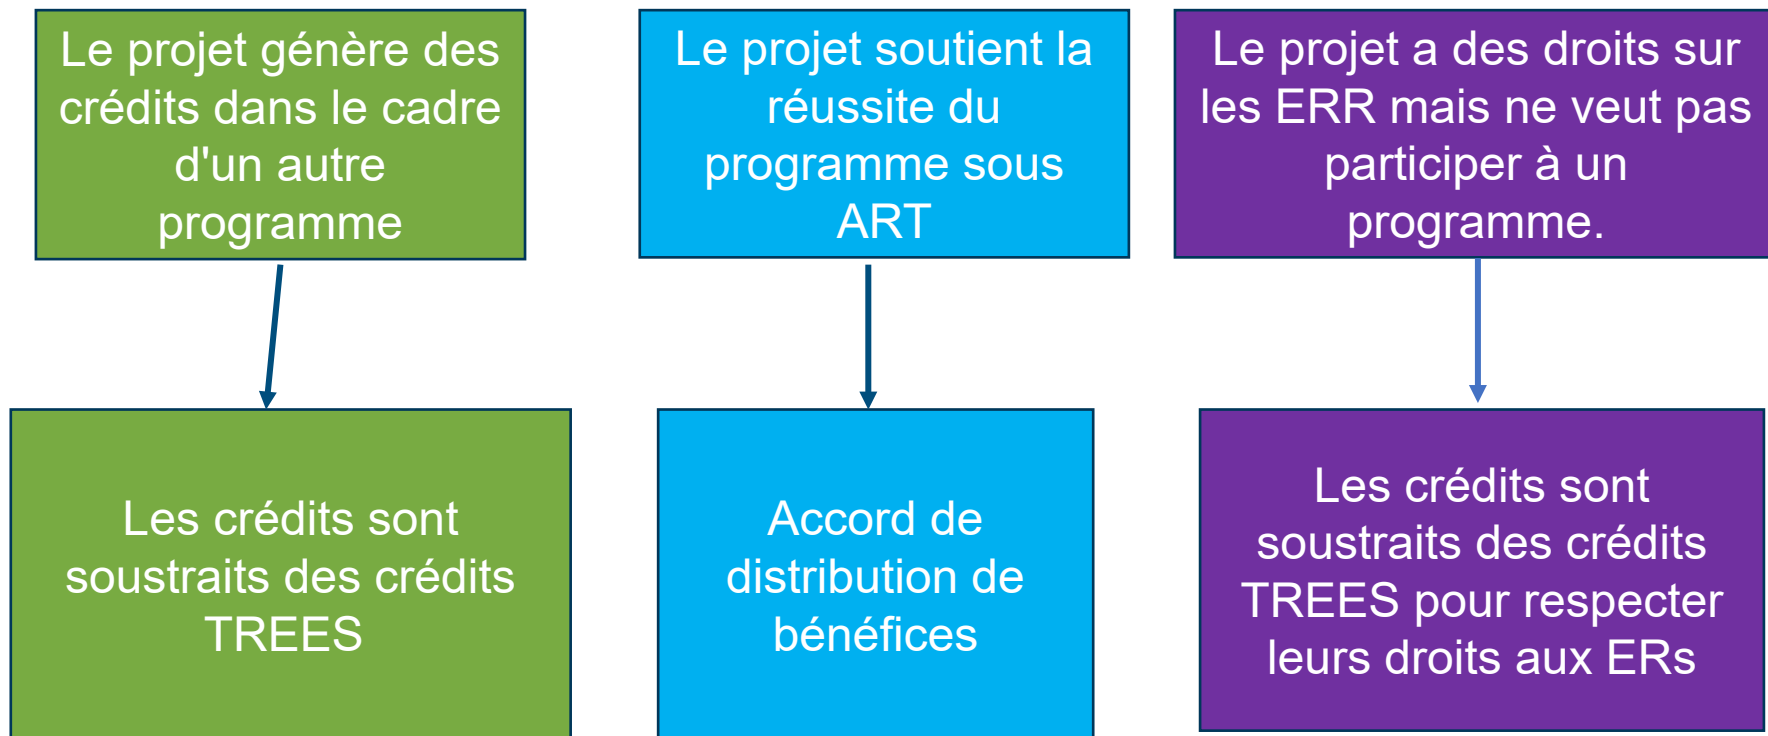 Le projet génère des
crédits dans le cadre
d'un autre
programme
Le projet soutient la
réussite du
programme sous
ART
Le projet a des droits sur
les ERR mais ne veut pas
participer à un
programme.
Les crédits sont
soustraits des crédits
TREES
Accord de
distribution de
bénéfices
Les crédits sont
soustraits des crédits
TREES pour respecter
leurs droits aux ERs